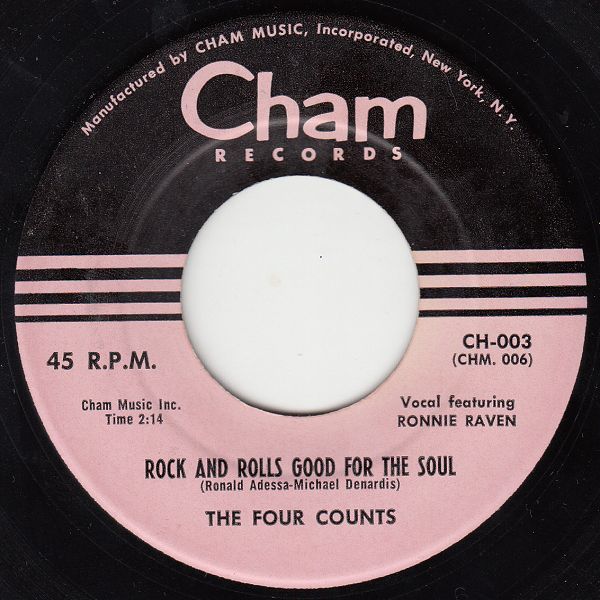 Manufactured by CHAM MUSIC, Incorporated, New York, N.Y.
Cham
RECORDS
45 R.P.M.
CH-003
(CHM. 006)
Cham Music Inc.
Time 2:14
Vocal featuring
RONNIE RAVEN
ROCK AND ROLLS GOOD FOR THE SOUL
(Ronald Adessa-Michael Denardis)
THE FOUR COUNTS